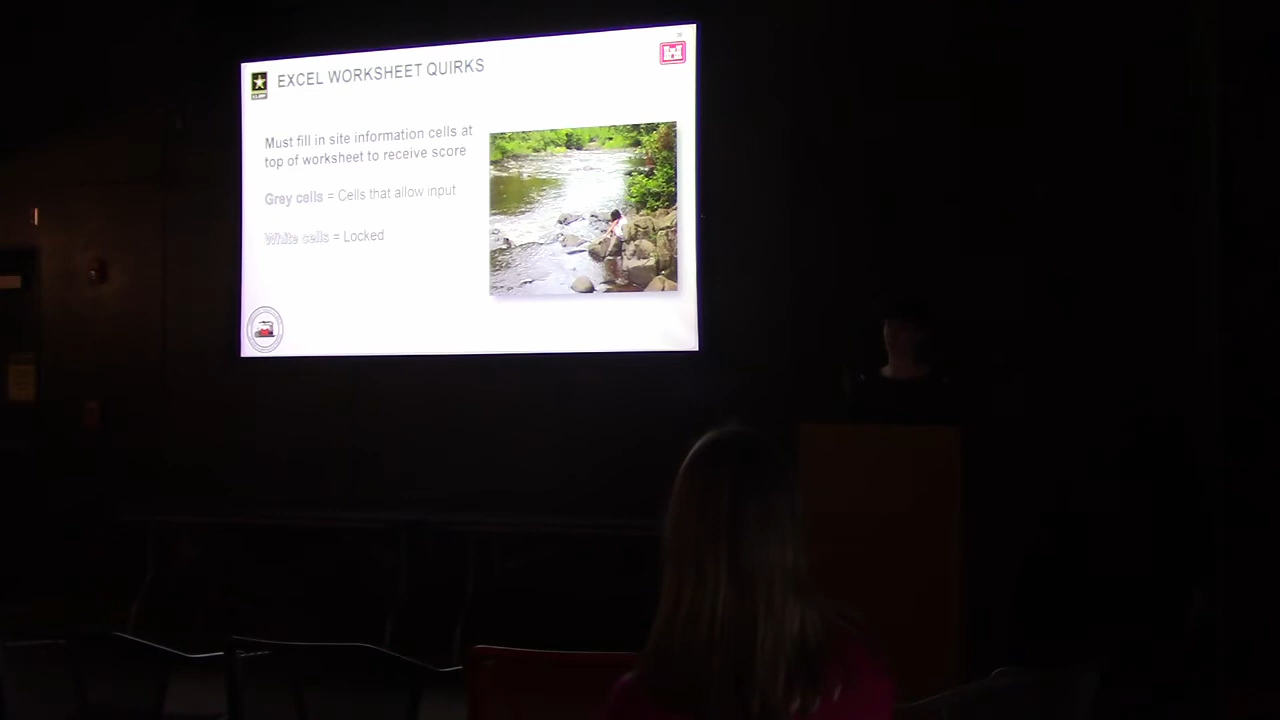 EXCEL WORKSHEET QUIRKS
Must fill in site information cells at
top of worksheet to receive score
Grey cells = Cells that allow input
White cells = Locked